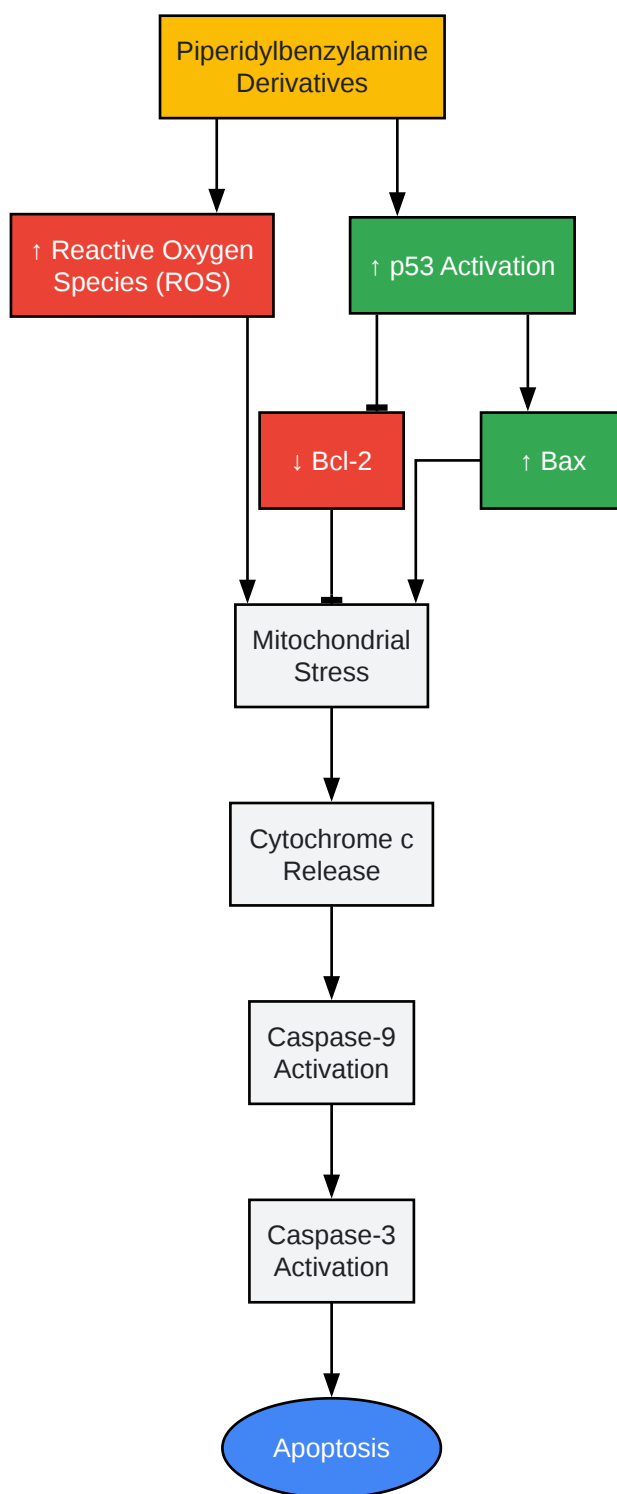 Piperidylbenzylamine
Derivatives
↑ Reactive Oxygen
Species (ROS)
↑ p53 Activation
↓ Bcl-2
↑ Bax
Mitochondrial
Stress
Cytochrome c
Release
Caspase-9
Activation
Caspase-3
Activation
Apoptosis